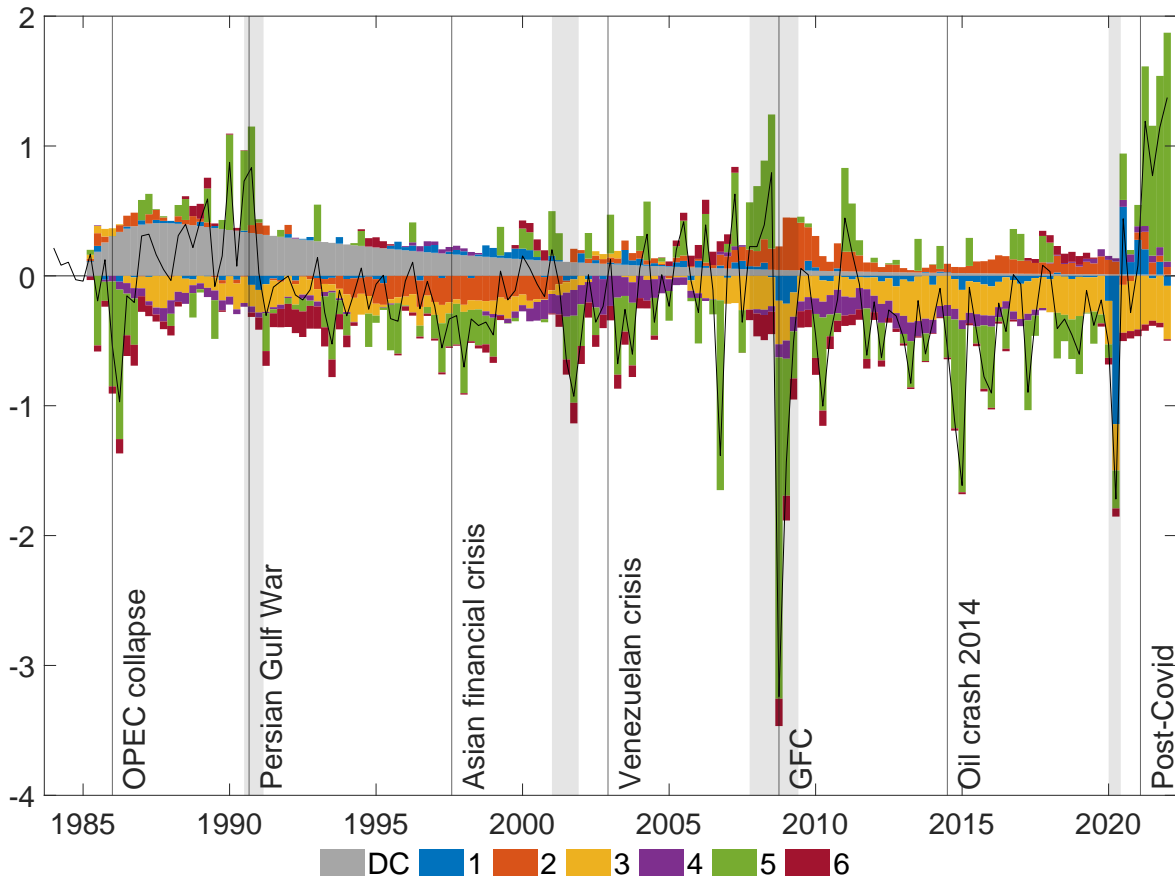 2
1
0
-1
-2
-3
-4
OPEC collapse
Persian Gulf War
Asian financial crisis
Venezuelan crisis
GFC
Oil crash 2014
Post-Covid
1985 1990 1995 2000 2005 2010 2015 2020
DC 1 2 3 4 5 6